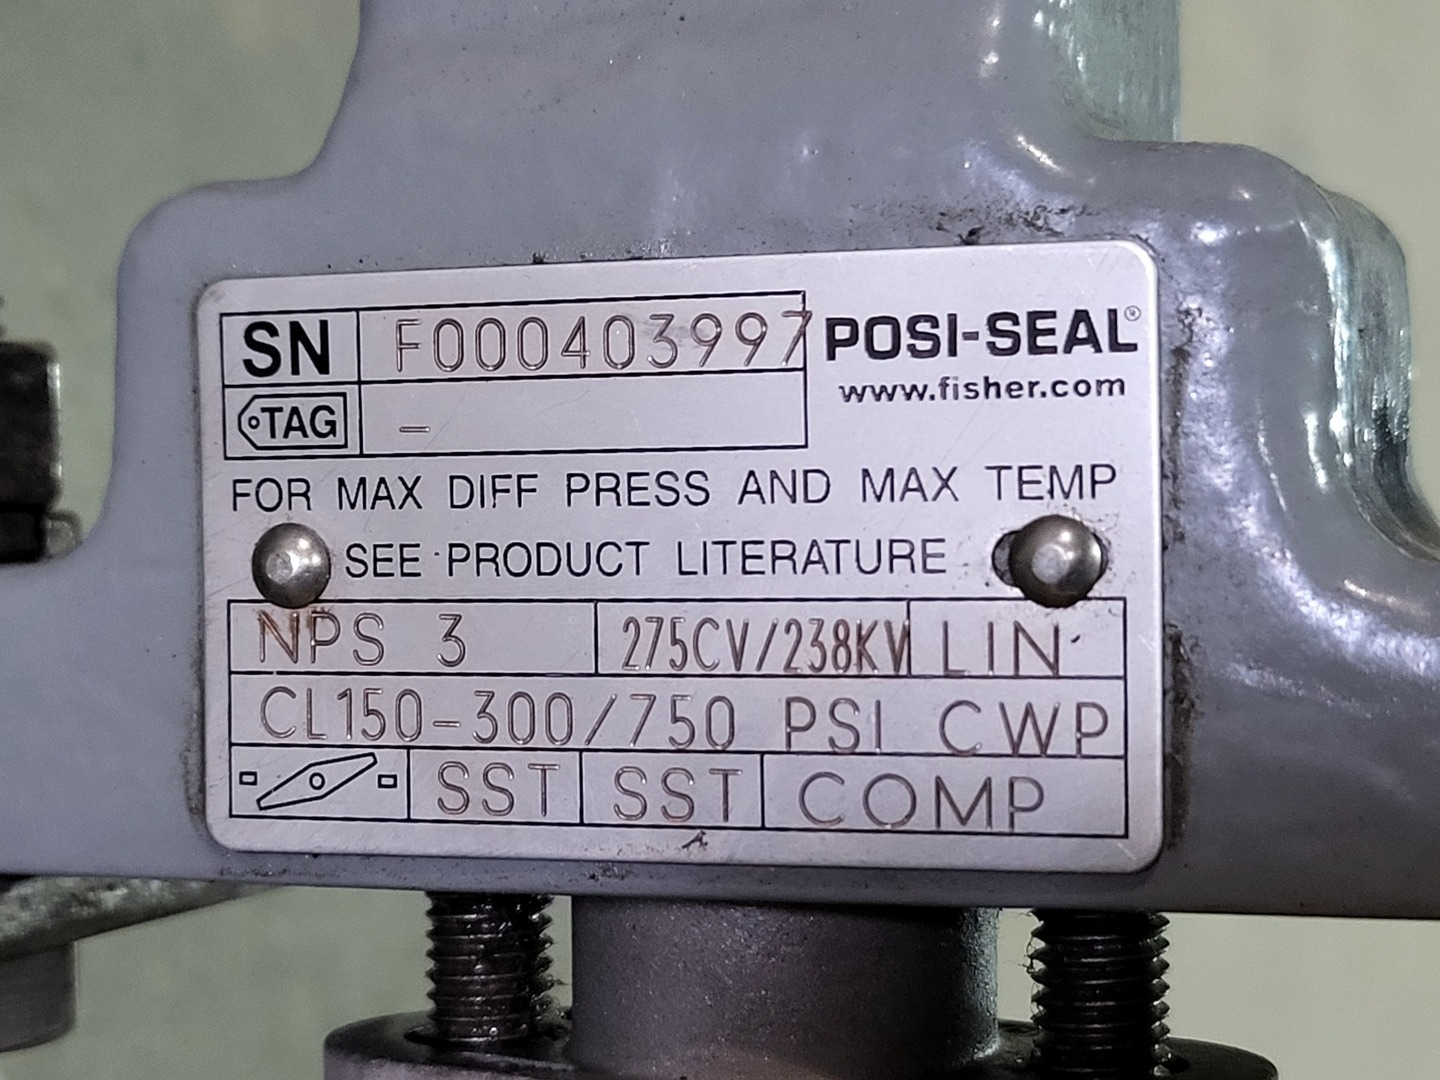 SN F000403997 POSI-SEAL®
www.fisher.com
TAG –
FOR MAX DIFF PRESS AND MAX TEMP
SEE PRODUCT LITERATURE
NPS 3 275CV/238KV LIN
CL150-300/750 PSI CWP
SST SST COMP